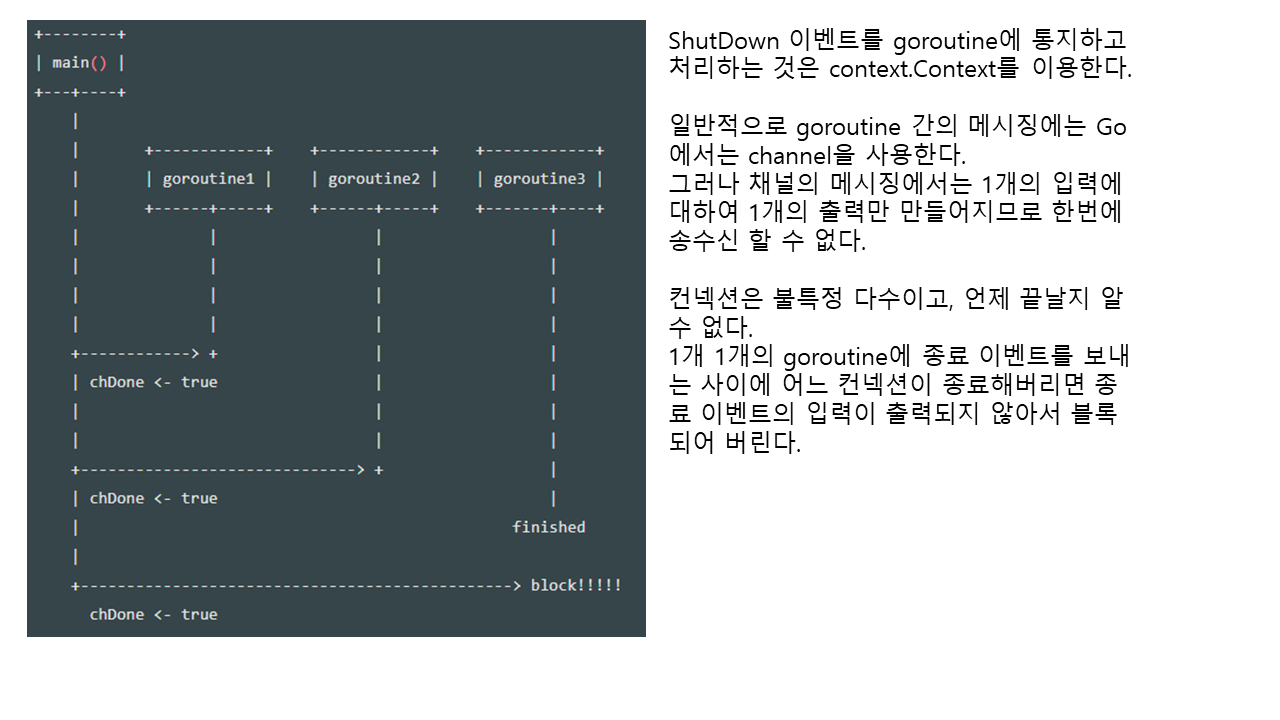 +--------+
| main() |
+---+----+
    |
    |       +------------+    +------------+    +------------+
    |       | goroutine1 |    | goroutine2 |    | goroutine3 |
    |       +------+-----+    +------+-----+    +-------+----+
    |              |                 |                  |
    |              |                 |                  |
    |              |                 |                  |
    |              |                 |                  |
    +------------> +                 |                  |
    | chDone <- true                 |                  |
    |                                |                  |
    |                                |                  |
    +------------------------------> +                  |
    | chDone <- true                                    |
    |                                               finished
    |
    +-----------------------------------------------> block!!!!!
      chDone <- true
ShutDown 이벤트를 goroutine에 통지하고
처리하는 것은 context.Context를 이용한다.
일반적으로 goroutine 간의 메시징에는 Go
에서는 channel을 사용한다.
그러나 채널의 메시징에서는 1개의 입력에
대하여 1개의 출력만 만들어지므로 한번에
송수신 할 수 없다.
컨넥션은 불특정 다수이고, 언제 끝날지 알
수 없다.
1개 1개의 goroutine에 종료 이벤트를 보내
는 사이에 어느 컨넥션이 종료해버리면 종
료 이벤트의 입력이 출력되지 않아서 블록
되어 버린다.